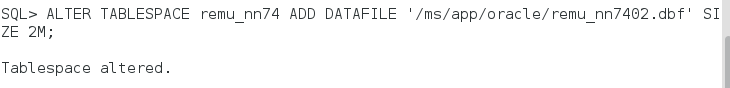 SQL> ALTER TABLESPACE remu_nn74 ADD DATAFILE '/ms/app/oracle/remu_nn7402.dbf' SI
ZE 2M;
Tablespace altered.